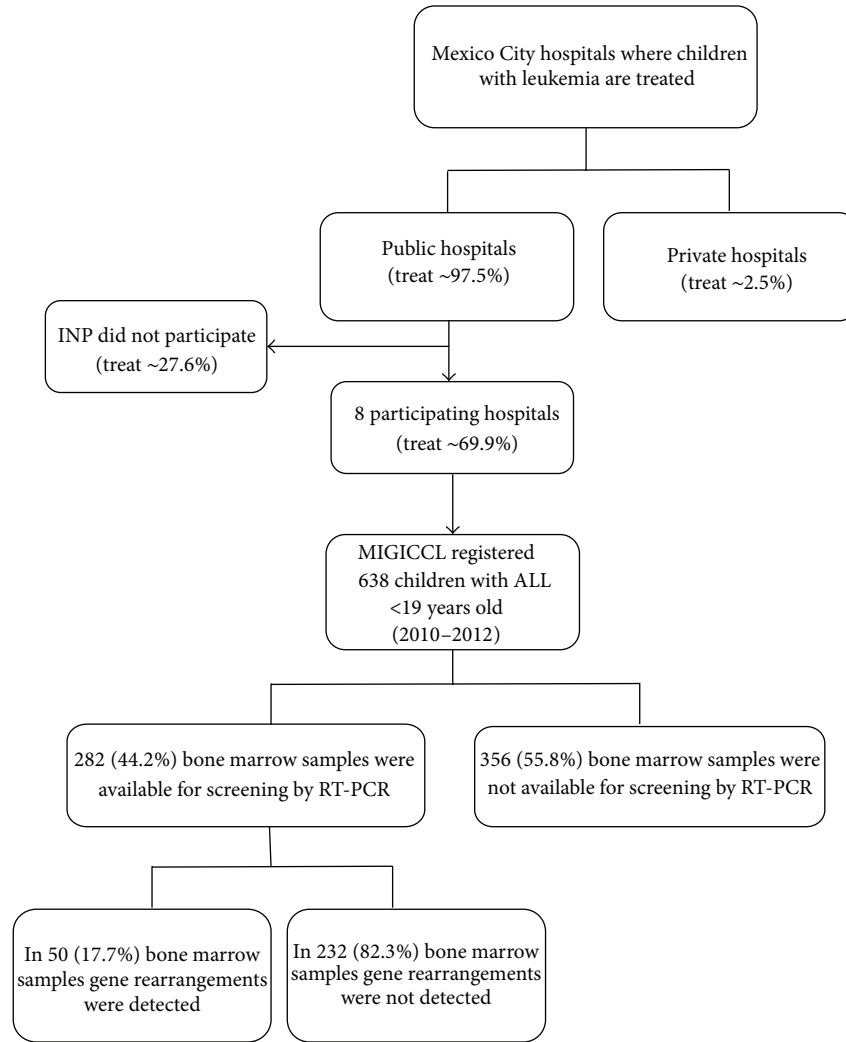 Mexico City hospitals where children
with leukemia are treated
Public hospitals
(treat ~97.5%)
Private hospitals
(treat ~2.5%)
INP did not participate
(treat ~27.6%)
8 participating hospitals
(treat ~69.9%)
MIGICCL registered
638 children with ALL
<19 years old
(2010–2012)
282 (44.2%) bone marrow samples were
available for screening by RT-PCR
356 (55.8%) bone marrow samples were
not available for screening by RT-PCR
In 50 (17.7%) bone marrow
samples gene rearrangements
were detected
In 232 (82.3%) bone marrow
samples gene rearrangements
were not detected